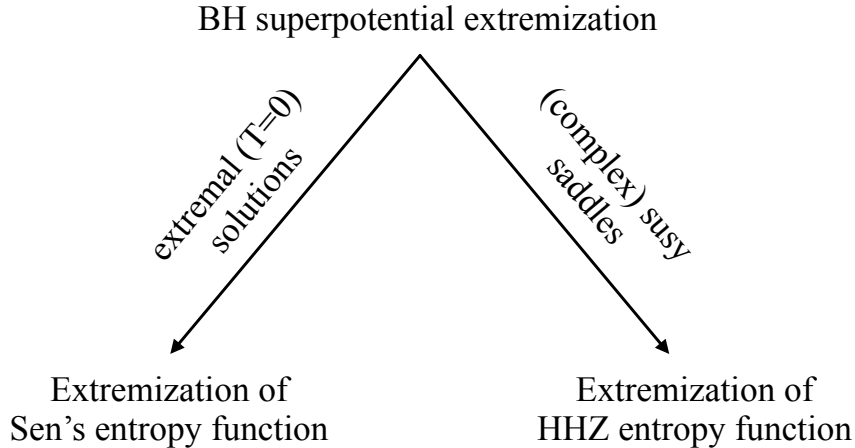 BH superpotential extremization
extremal (T=0)
solutions
(complex) susy
saddles
Extremization of
Sen's entropy function
Extremization of
HHZ entropy function